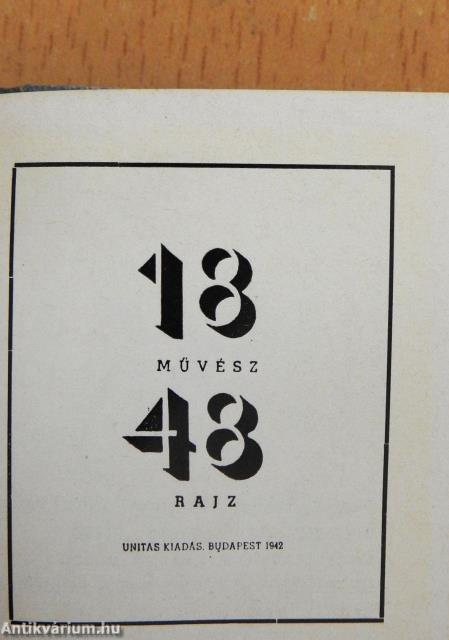 18
MŰVÉSZ
48
RAJZ
UNITAS KIADÁS. BUDAPEST 1942
Antikvárium.hu